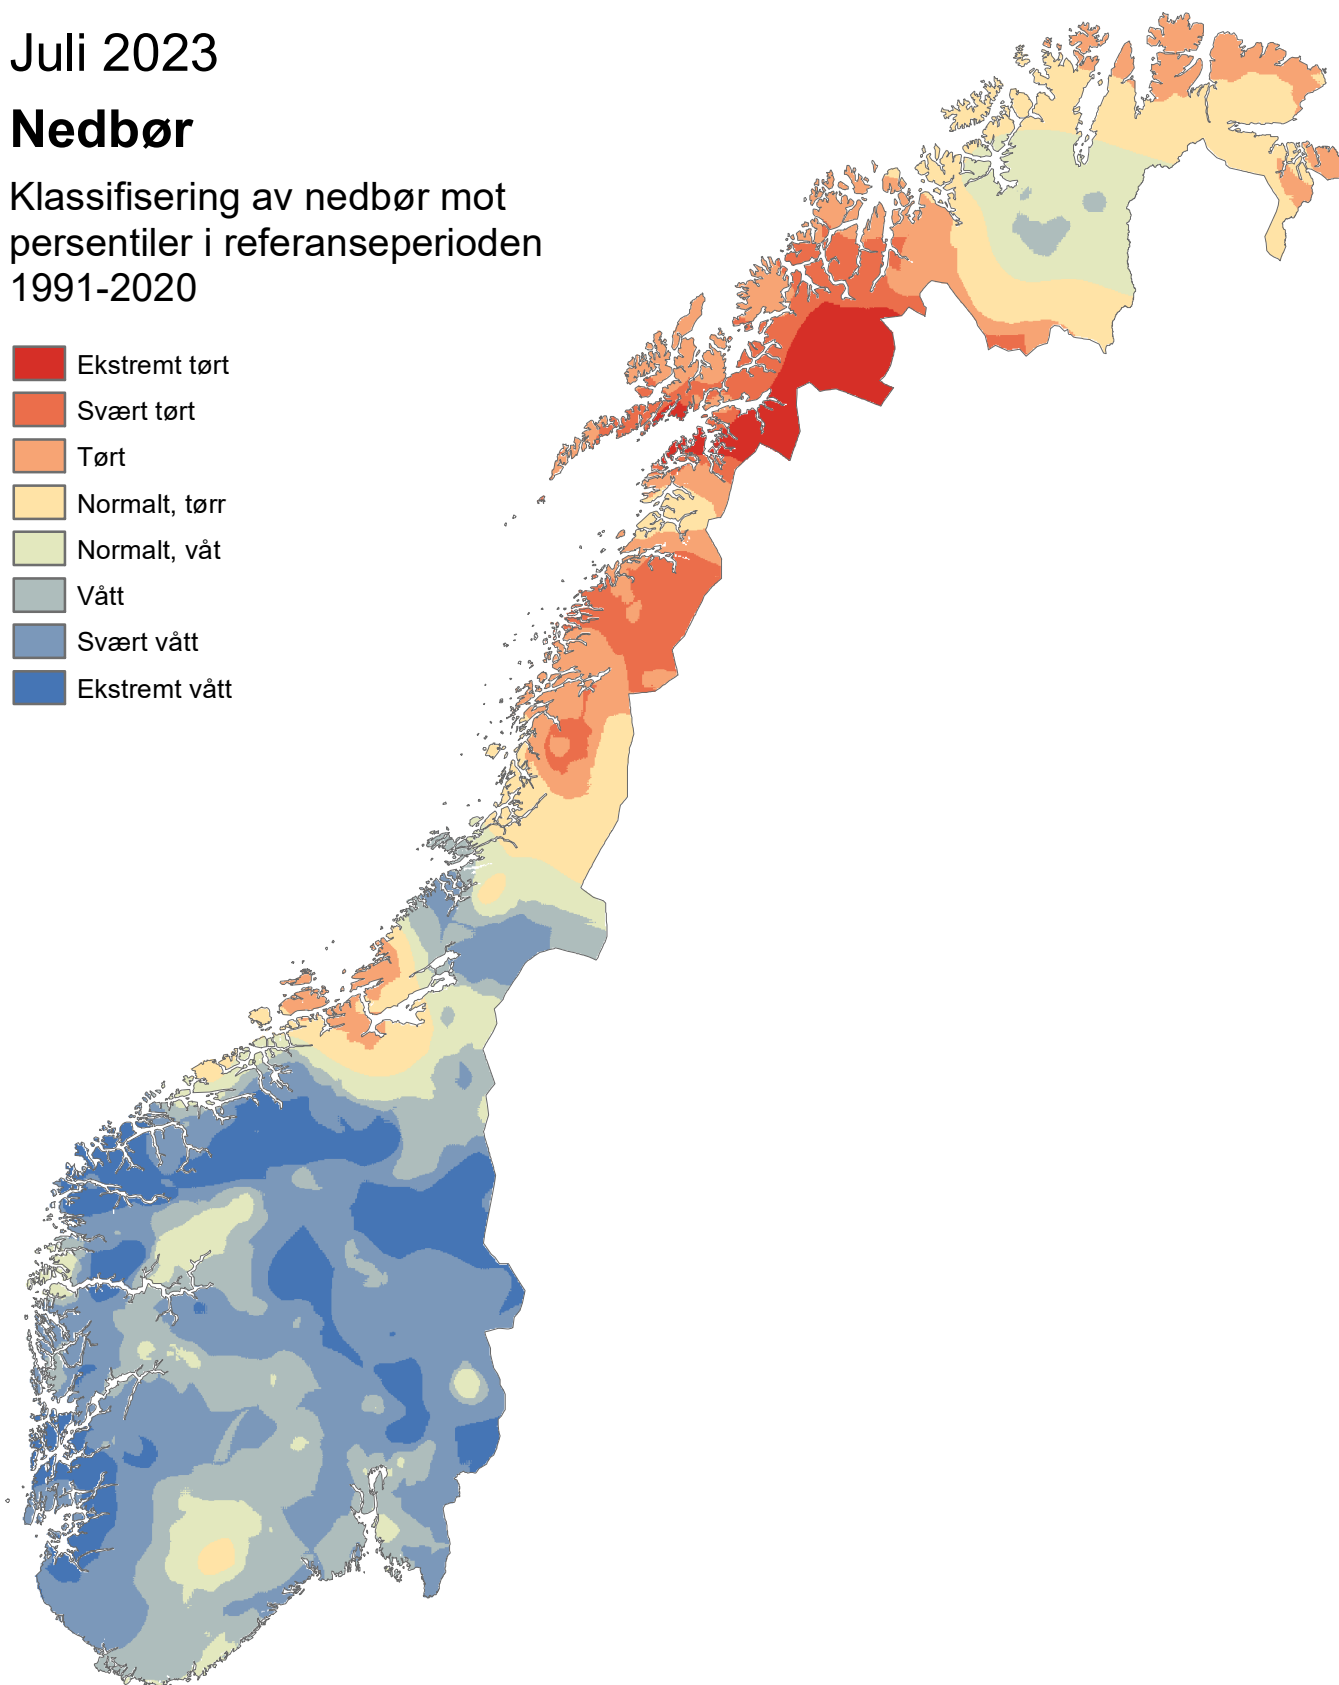 Juli 2023
Nedbør
Klassifisering av nedbør mot
persentiler i referanseperioden
1991-2020
Ekstremt tørt
Svært tørt
Tørt
Normalt, tørr
Normalt, våt
Vått
Svært vått
Ekstremt vått